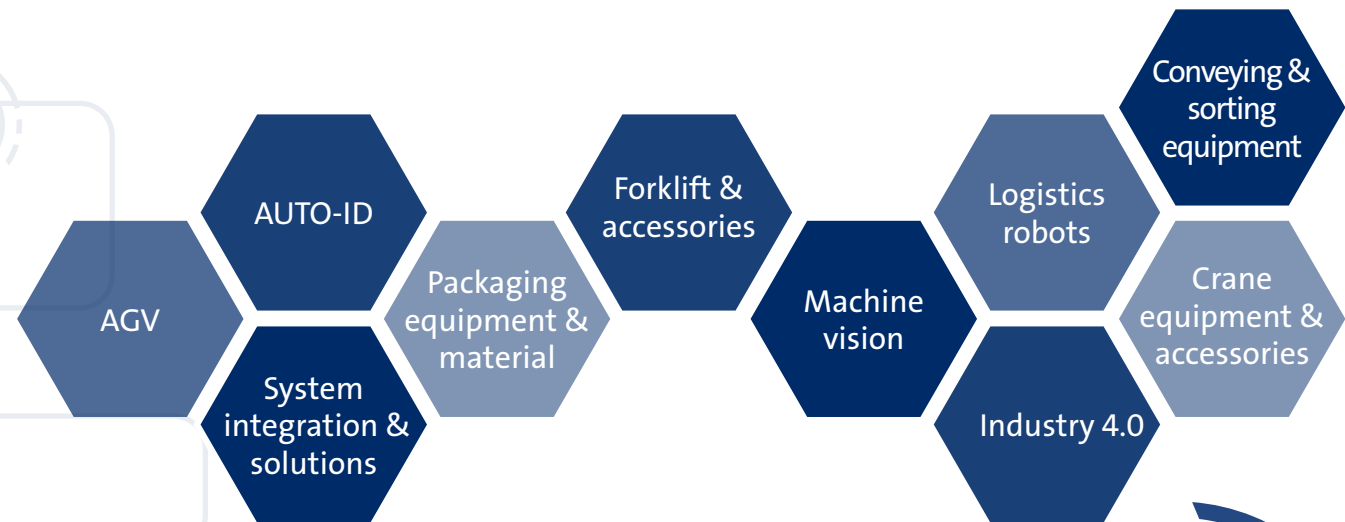 AGV
AUTO-ID
System
integration &
solutions
Packaging
equipment &
material
Forklift &
accessories
Machine
vision
Logistics
robots
Industry 4.0
Conveying &
sorting
equipment
Crane
equipment &
accessories